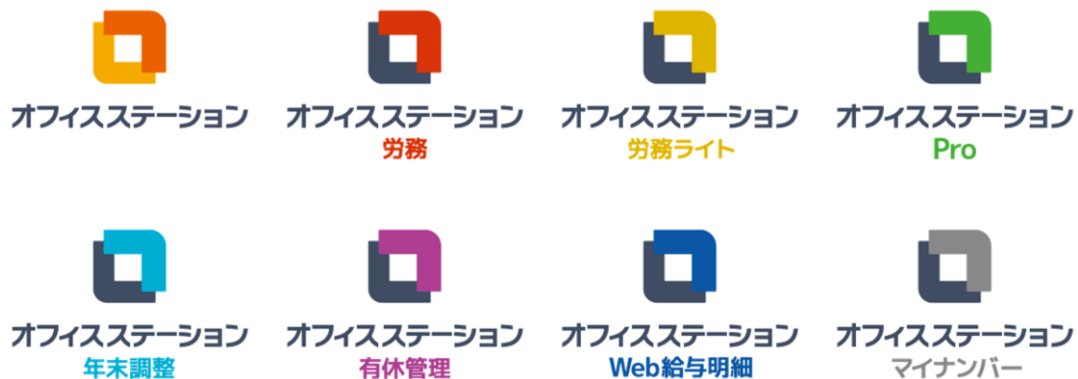 オフィスステーション
オフィスステーション
労務
オフィスステーション
労務ライト
オフィスステーション
Pro
オフィスステーション
年末調整
オフィスステーション
有休管理
オフィスステーション
Web給与明細
オフィスステーション
マイナンバー